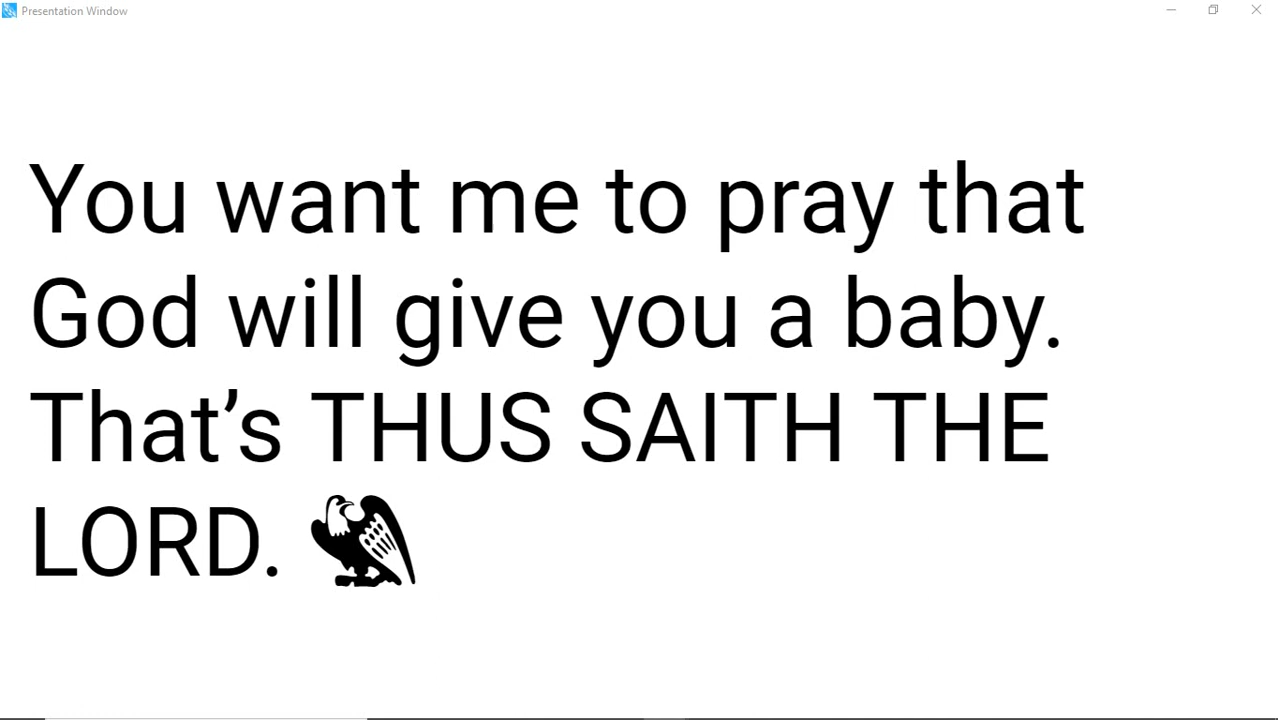 Presentation Window
You want me to pray that
God will give you a baby.
That’s THUS SAITH THE
LORD.